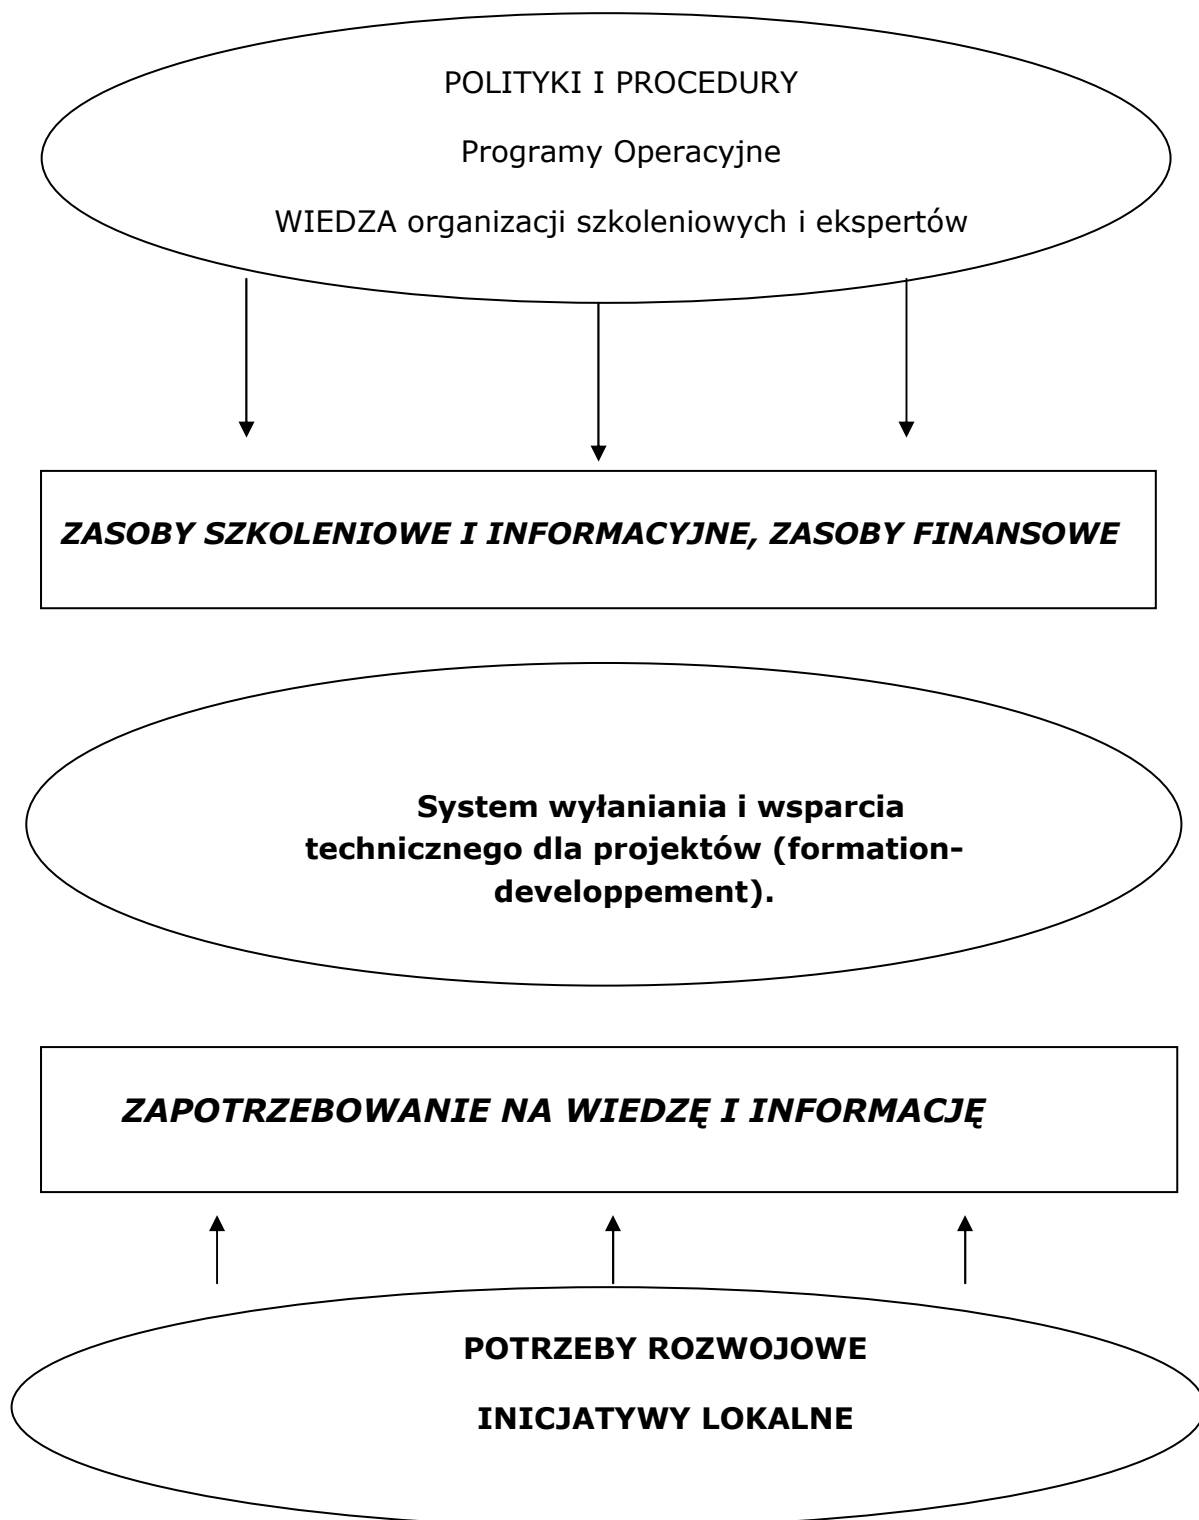 POLITYKI I PROCEDURY
Programy Operacyjne
WIEDZA organizacji szkoleniowych i ekspertów
ZASOBY SZKOLENIOWE I INFORMACYJNE, ZASOBY FINANSOWE
System wyłaniania i wsparcia
technicznego dla projektów (formation-
developpement).
ZAPOTRZEBOWANIE NA WIEDZĘ I INFORMACJĘ
POTRZEBY ROZWOJOWE
INICJATYWY LOKALNE